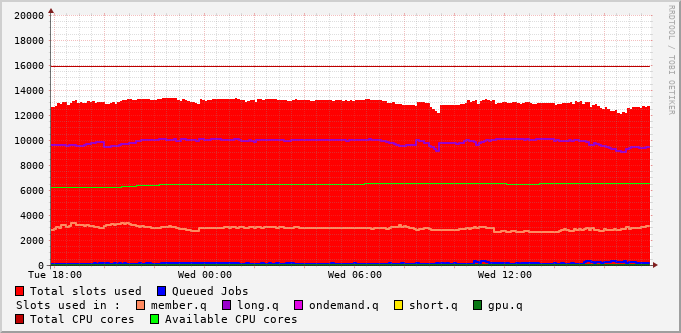 20000
18000
16000
14000
12000
10000
8000
6000
4000
2000
0
Tue 18:00 Wed 00:00 Wed 06:00 Wed 12:00
RRDTOOL / TOBI OETIKER
Total slots used Queued Jobs
Slots used in : member.q long.q ondemand.q short.q gpu.q
Total CPU cores Available CPU cores